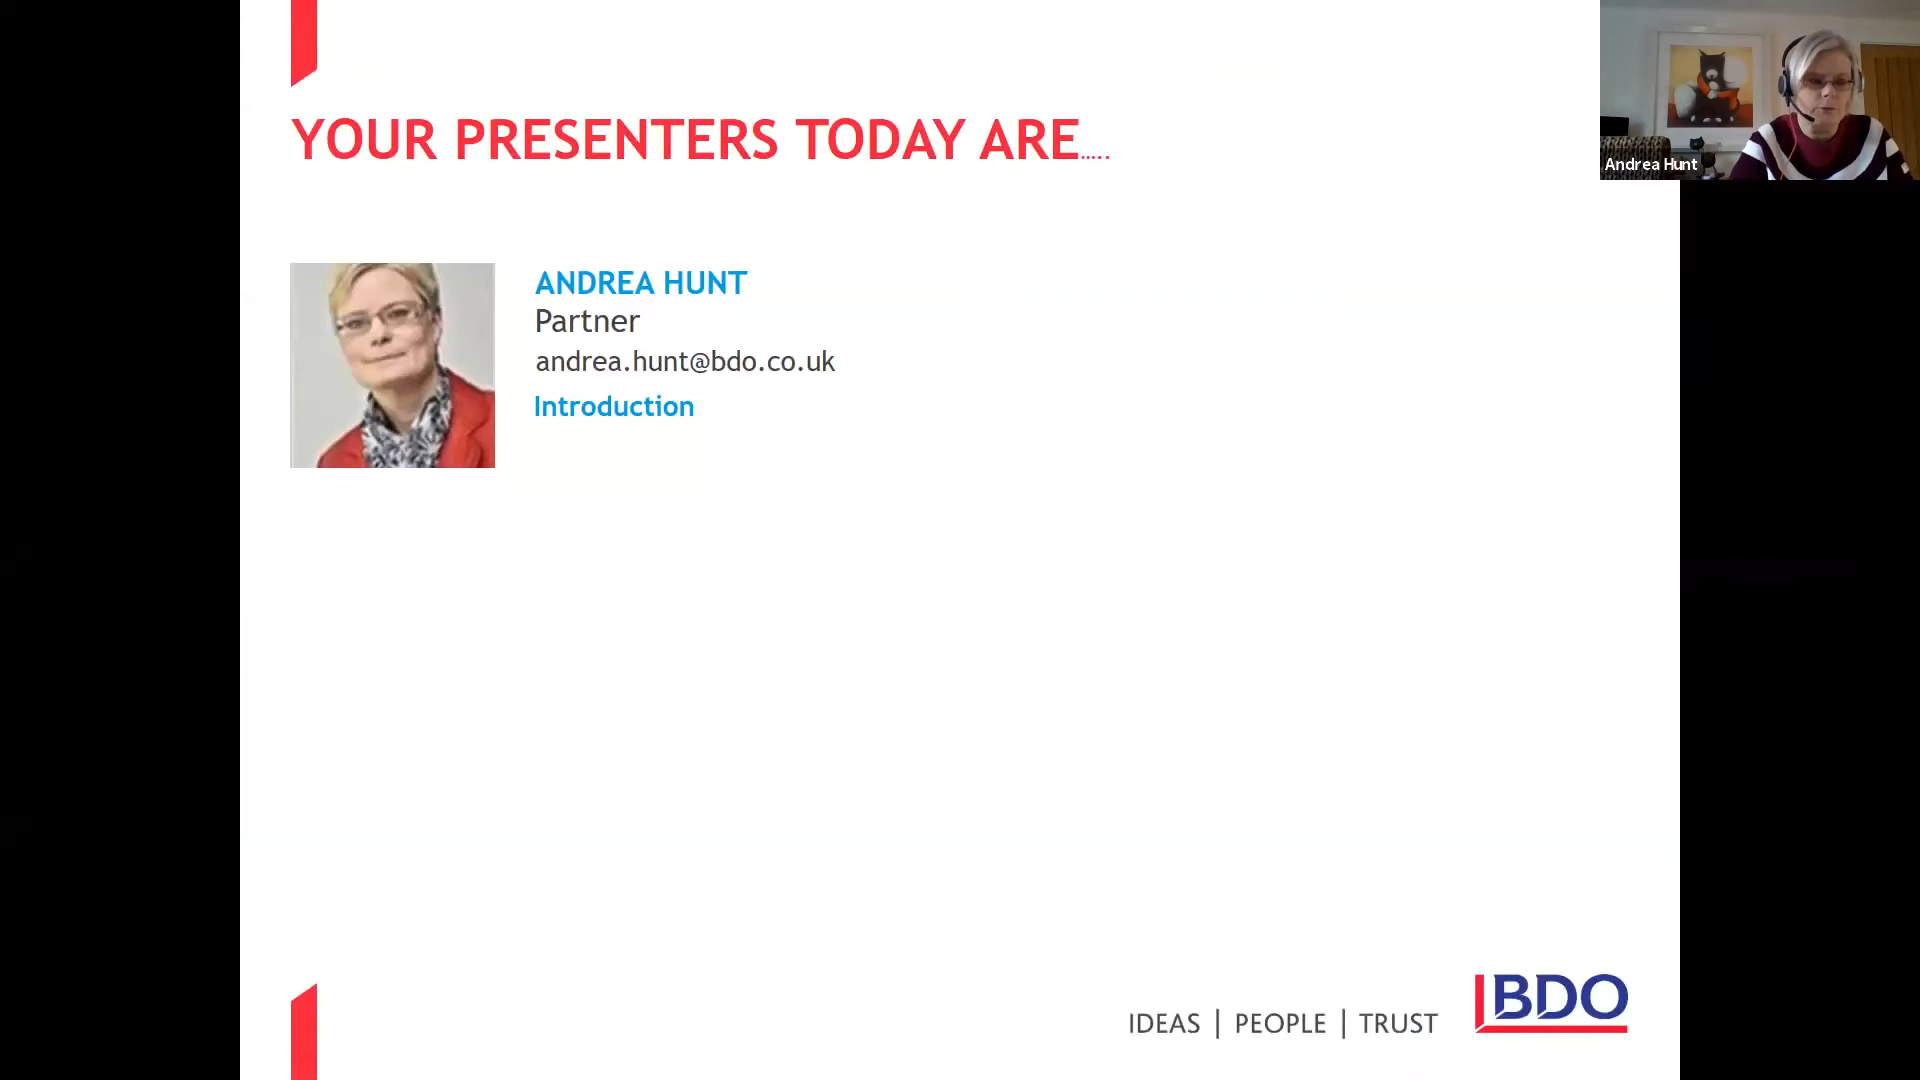 YOUR PRESENTERS TODAY ARE.....
Andrea Hunt
ANDREA HUNT
Partner
andrea.hunt@bdo.co.uk
Introduction
IDEAS | PEOPLE | TRUST
BDO